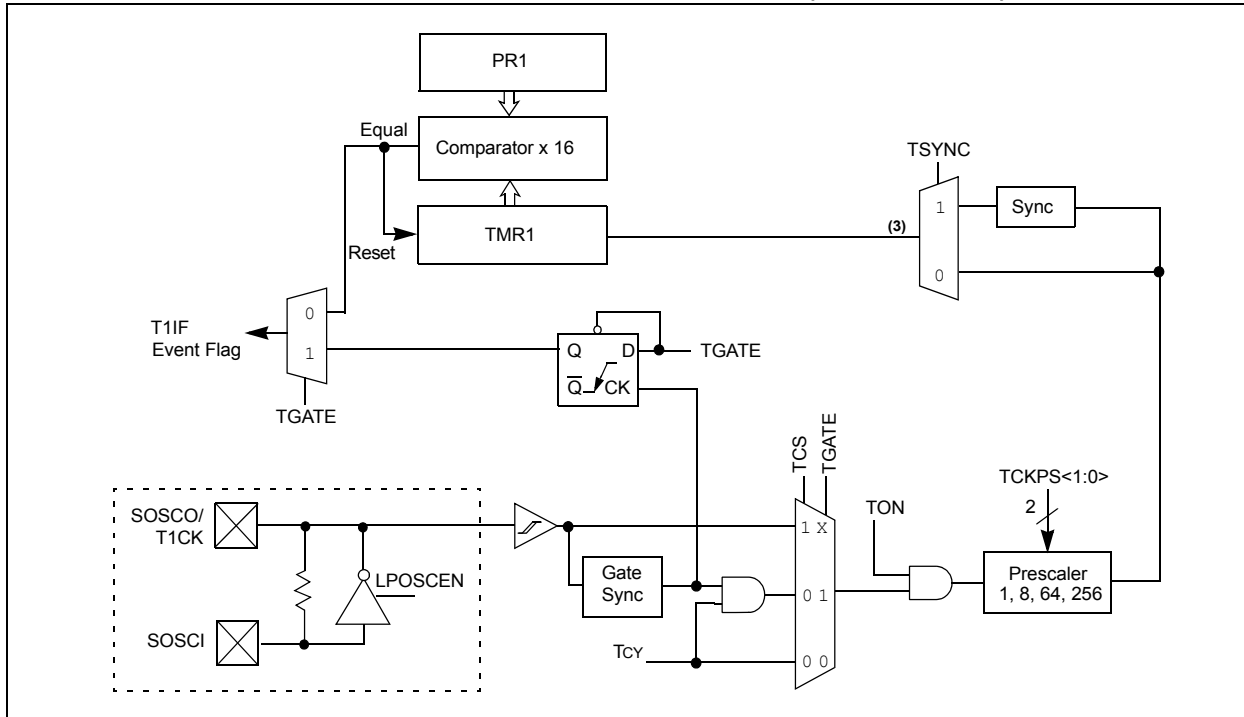 PR1
Equal
Comparator x 16
TSYNC
1
Sync
(3)
TMR1
Reset
0
T1IF
Event Flag
0
1
TGATE
Q
D
TGATE
Q̅
CK
TCS
TGATE
SOSCO/
T1CK
LPOSCEN
SOSCI
Gate
Sync
TCY
1 X
0 1
0 0
TON
TCKPS<1:0>
2
Prescaler
1, 8, 64, 256